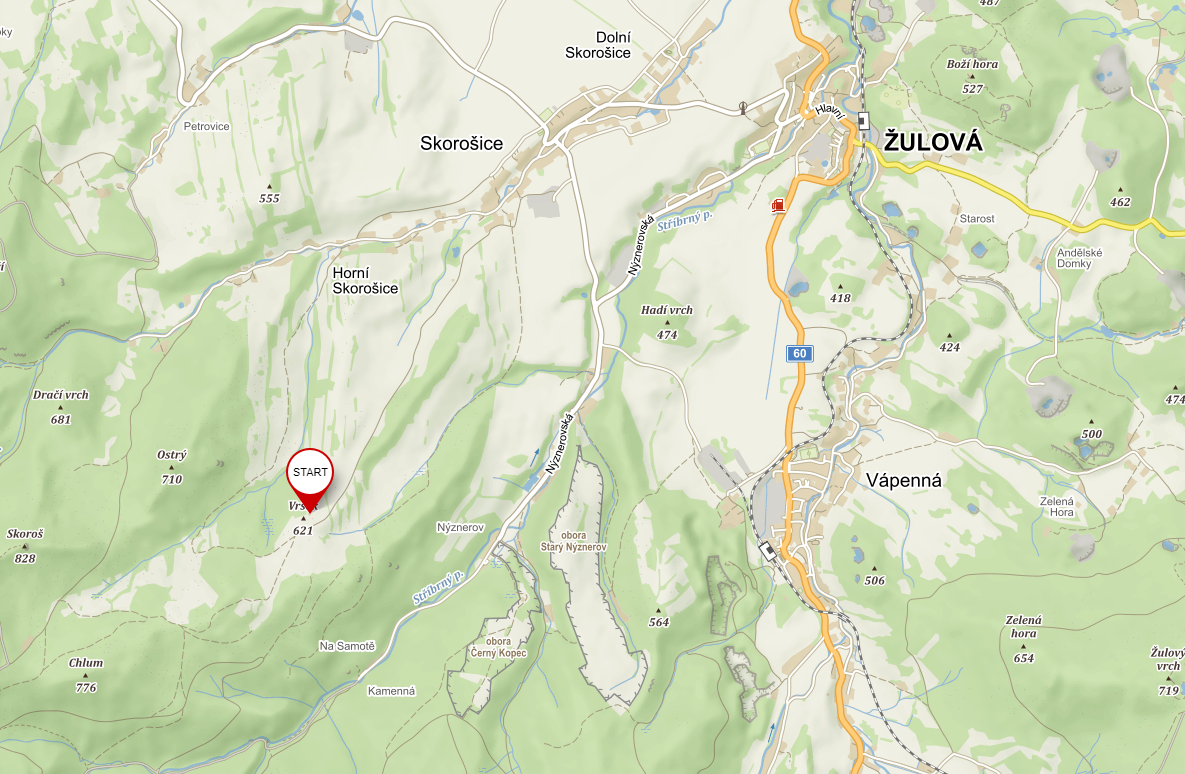 487
Dolní
Skorošice
Boží hora
527
Hlavní
Petrovice
Skorošice
ŽULOVÁ
555
462
Stříbrný p.
Starost
Nýznerovská
Andělské
Domky
Horní
Skorošice
418
Hadí vrch
474
424
60
Dračí vrch
681
474
Nýznerovská
500
Ostrý
710
START
Vápenná
621
Zelená
Hora
Nýznerov
Skoroš
828
obora
Starý Nýznerov
506
Stříbrný p.
564
Zelená
hora
654
Na Samotě
obora
Černý Kopec
Chlum
776
Kamenná
Žulový
vrch
719